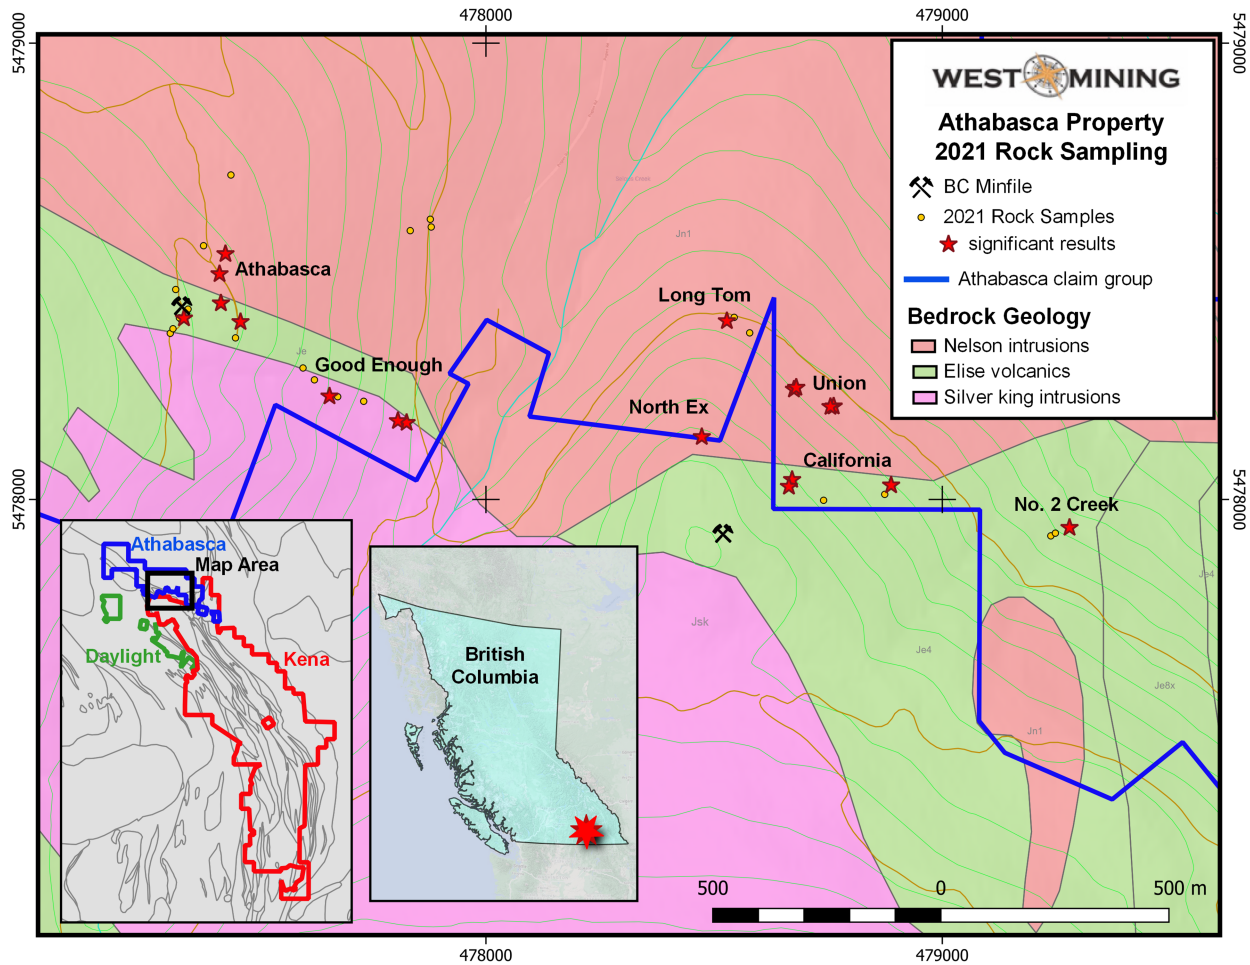 478000
479000
5479000
5479000
WEST MINING
Athabasca Property
2021 Rock Sampling
BC Minfile
2021 Rock Samples
significant results
Athabasca claim group
Bedrock Geology
Nelson intrusions
Elise volcanics
Silver king intrusions
Jn1
Athabasca
Long Tom
Je
Good Enough
Union
North Ex
California
5478000
5478000
No. 2 Creek
Athabasca
Map Area
Daylight
Kena
British
Columbia
Jsk
Je4
Je4
Je8x
Jn1
500
0
500 m
478000
479000